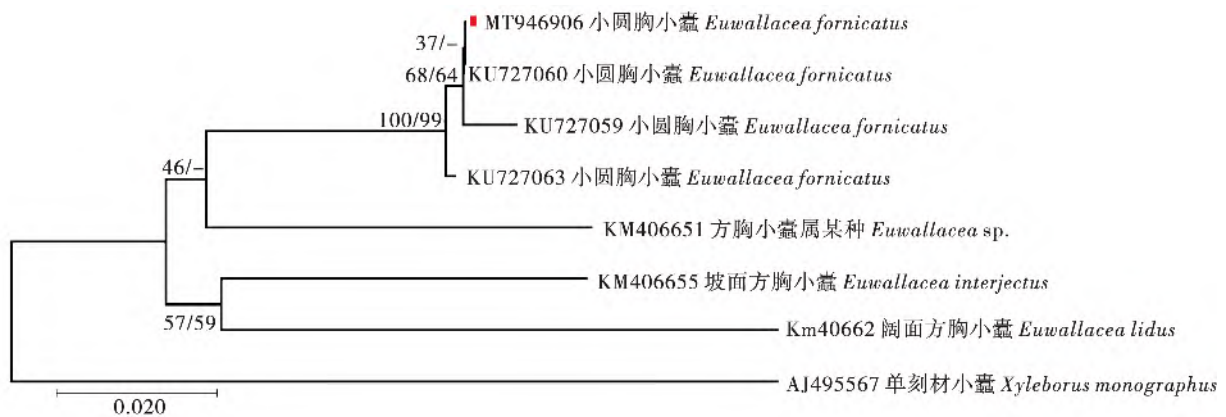 MT946906 小圆胸小蠹 Euwallacea fornicatus
37/–
68/64
KU727060 小圆胸小蠹 Euwallacea fornicatus
100/99
KU727059 小圆胸小蠹 Euwallacea fornicatus
46/–
KU727063 小圆胸小蠹 Euwallacea fornicatus
KM406651 方胸小蠹属某种 Euwallacea sp.
KM406655 坡面方胸小蠹 Euwallacea interjectus
57/59
Km40662 阔面方胸小蠹 Euwallacea lidus
AJ495567 单刻材小蠹 Xyleborus monographus
0.020